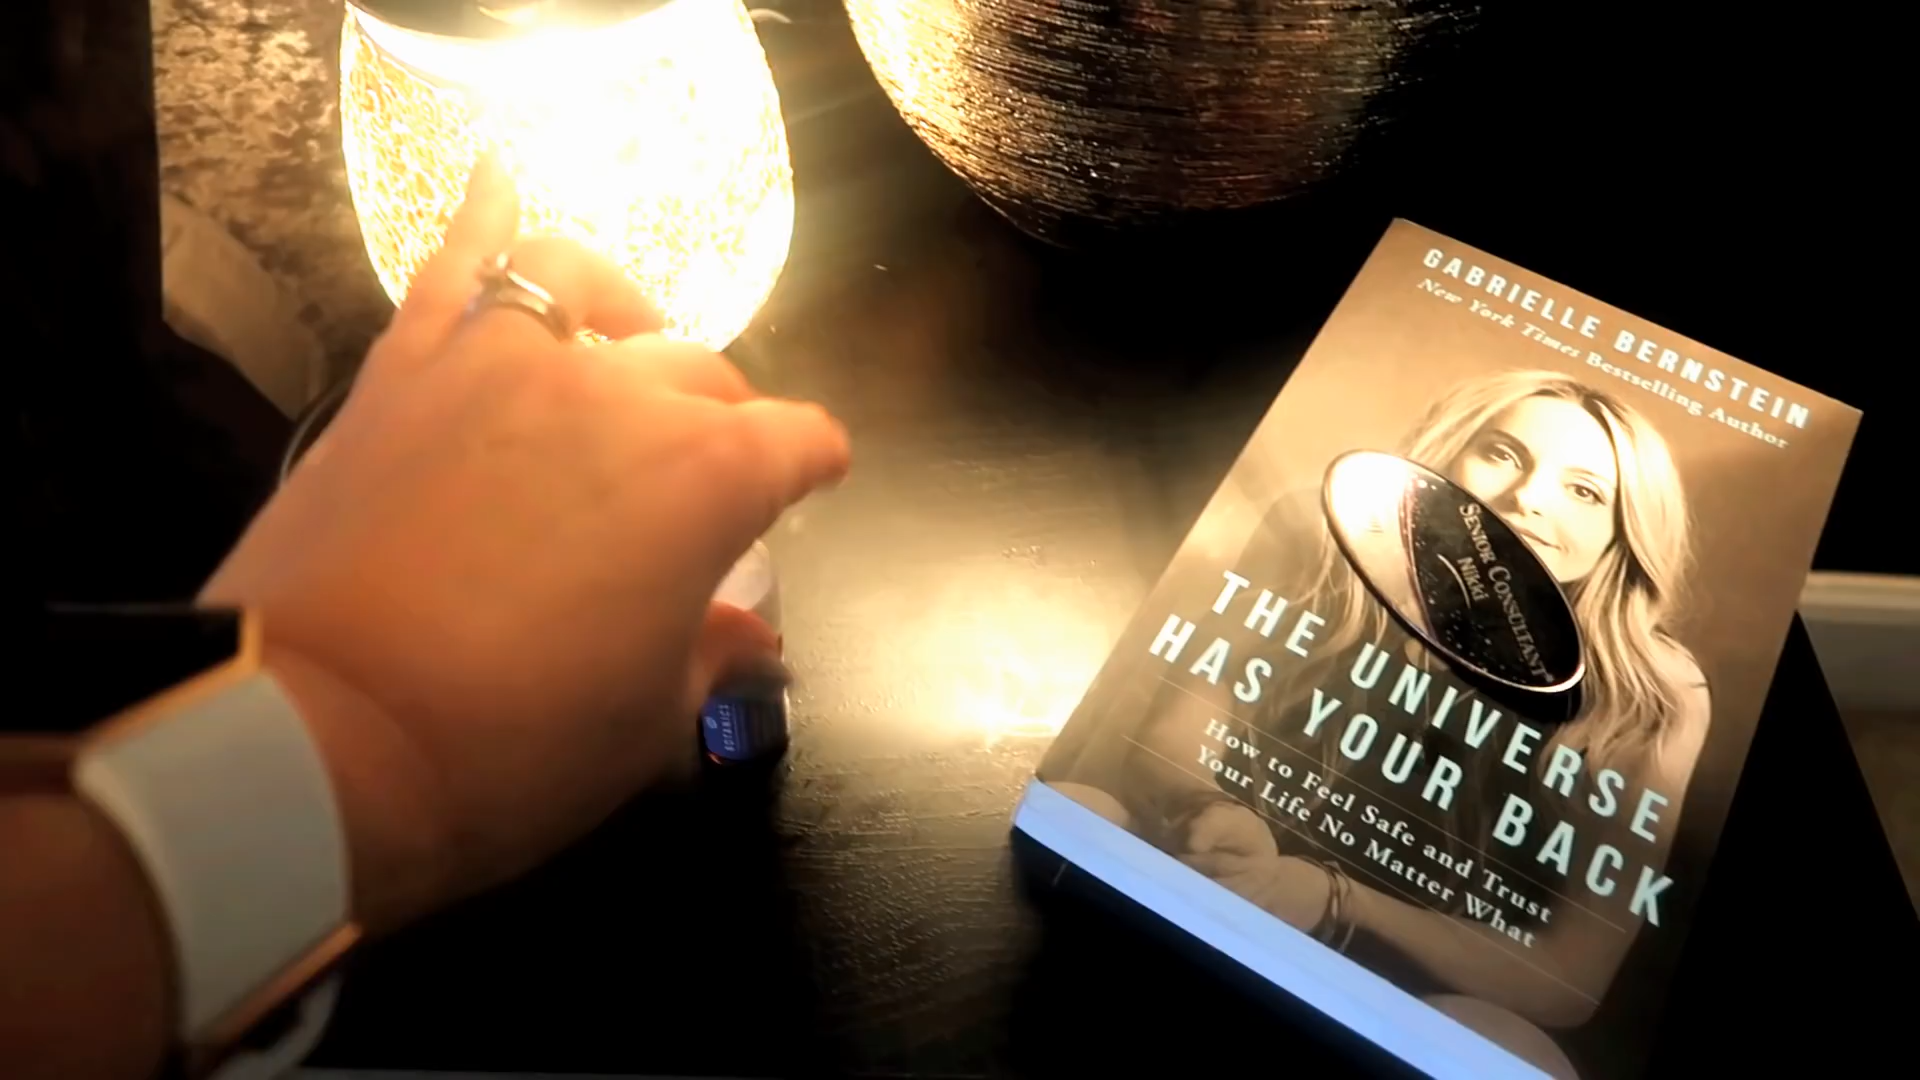 GABRIELLE BERNSTEIN
New York Times Bestselling Author
SENIOR CONSULTANT
Nikki
THE UNIVERSE
HAS YOUR BACK
How to Feel Safe and Trust
Your Life No Matter What
BOTANICS